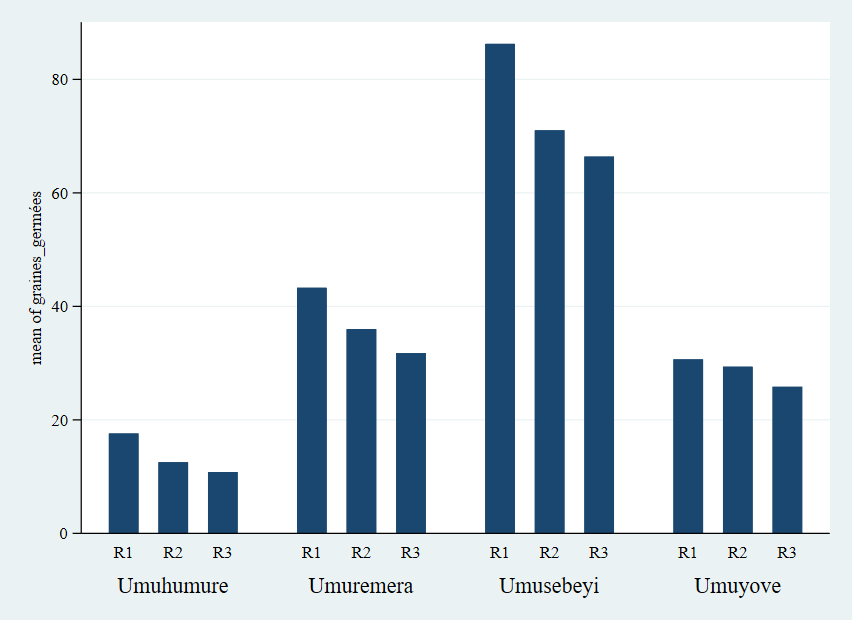 mean of graines_germées
80
60
40
20
0
R1 R2 R3 R1 R2 R3 R1 R2 R3 R1 R2 R3
Umuhumure Umuremera Umusebeyi Umuyove